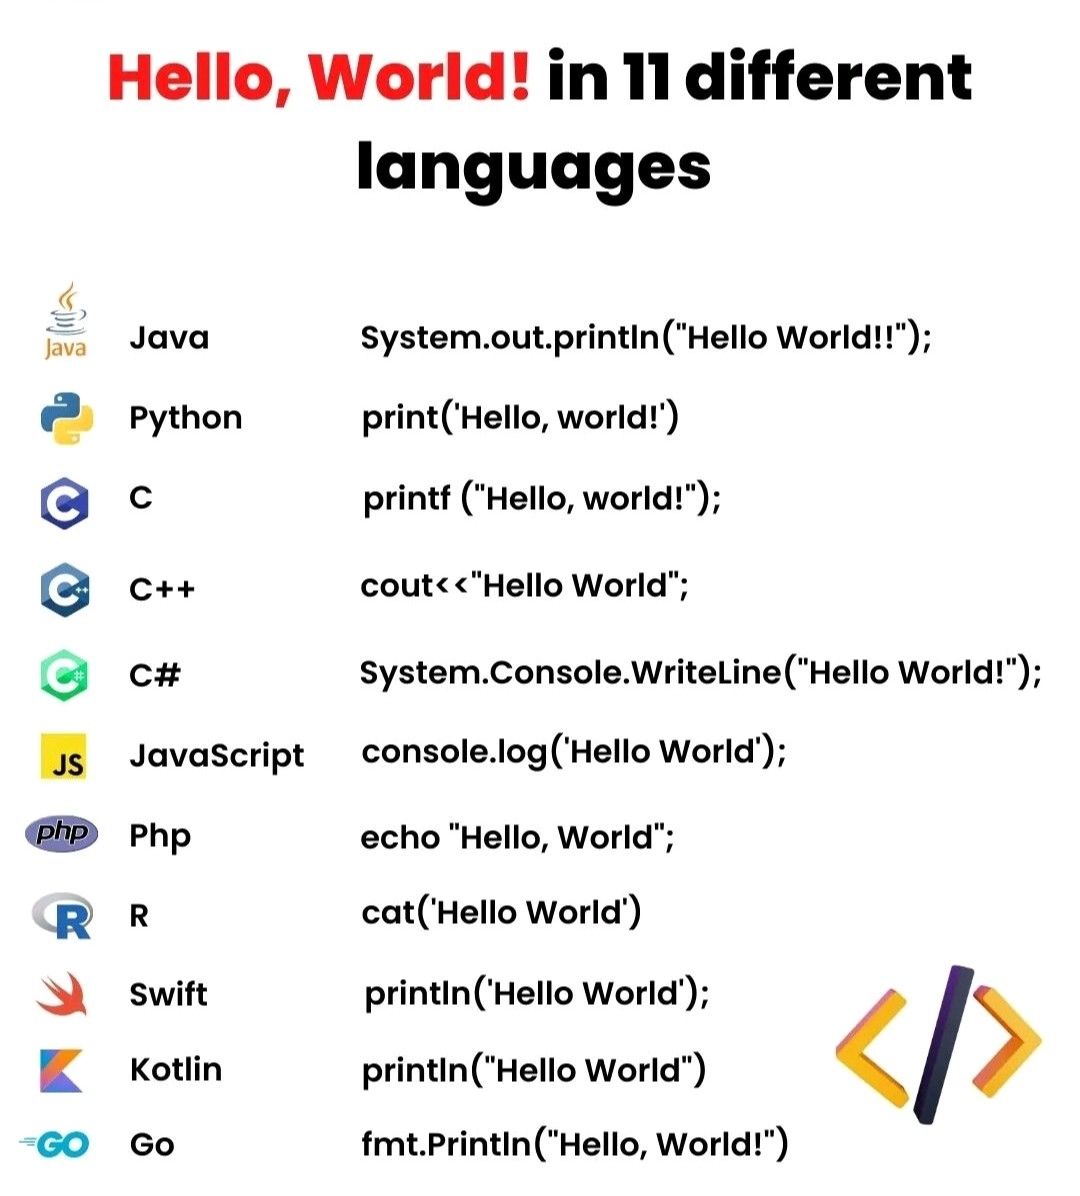 Hello, World! in 11 different
languages
Java Java System.out.println("Hello World!!");
Python print('Hello, world!')
C C printf ("Hello, world!");
C++ C++ cout<<"Hello World";
C# C# System.Console.WriteLine("Hello World!");
JS JavaScript console.log('Hello World');
php Php echo "Hello, World";
R R cat('Hello World')
Swift println('Hello World');
Kotlin println("Hello World")
GO Go fmt.Println("Hello, World!")
</>